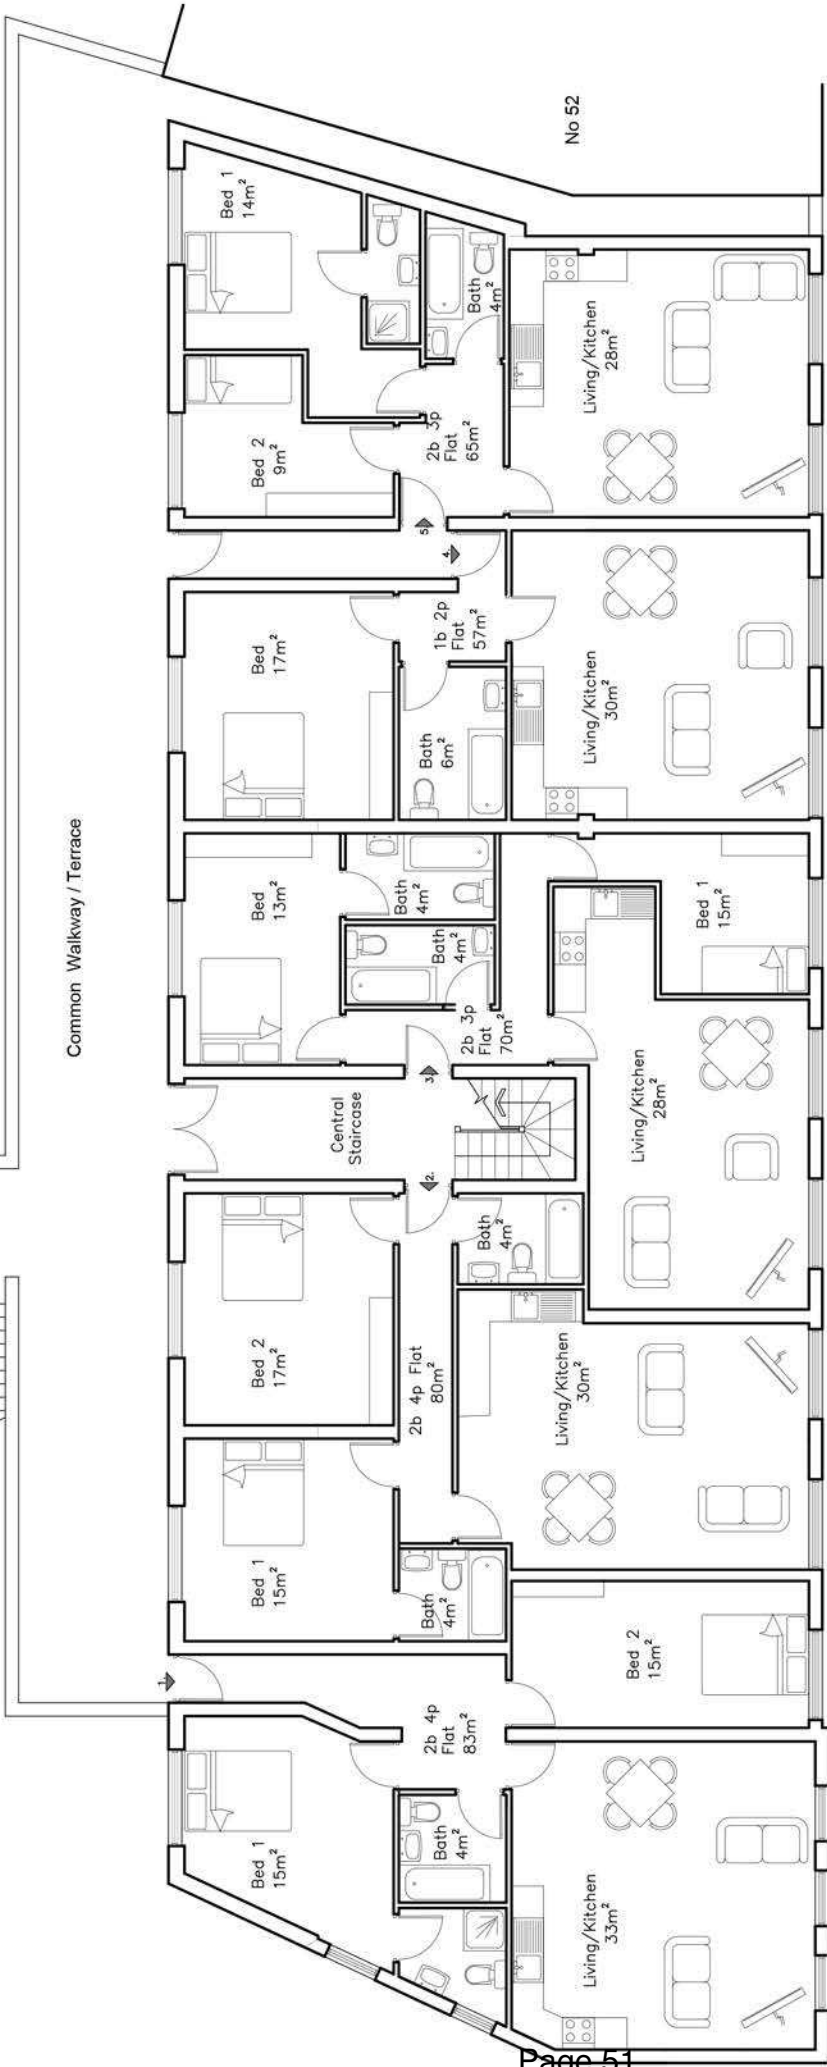 Common Walkway / Terrace
1.
Bed 1
15m²
2b 4p
Flat
83m²
Bath
4m²
Living/Kitchen
33m²
Bed 2
15m²
Bed 1
15m²
Bath
4m²
Bed 2
17m²
2b 4p Flat
80m²
2.
Bath
4m²
Living/Kitchen
30m²
Central
Staircase
3.
Bed
13m²
Bath
4m²
Bath
4m²
2b 3p
Flat
70m²
Living/Kitchen
28m²
Bed 1
15m²
Bed
17m²
Bath
6m²
1b 2p
Flat
57m²
4.
Living/Kitchen
30m²
5.
Bed 2
9m²
Bed 1
14m²
2b 3p
Flat
65m²
Bath
4m²
Living/Kitchen
28m²
No 52
Page 51